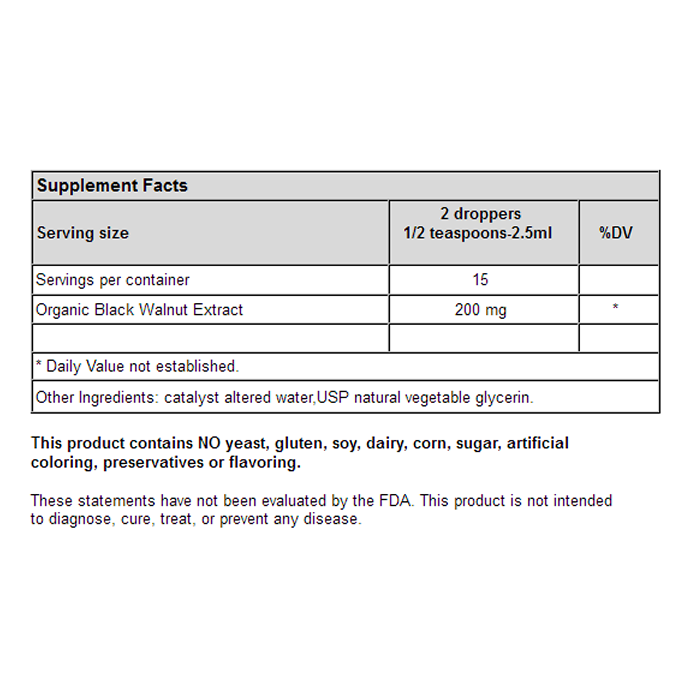 Supplement Facts
2 droppers
Serving size 1/2 teaspoons-2.5ml %DV
Servings per container 15
Organic Black Walnut Extract 200 mg *
* Daily Value not established.
Other Ingredients: catalyst altered water,USP natural vegetable glycerin.
This product contains NO yeast, gluten, soy, dairy, corn, sugar, artificial
coloring, preservatives or flavoring.
These statements have not been evaluated by the FDA. This product is not intended
to diagnose, cure, treat, or prevent any disease.